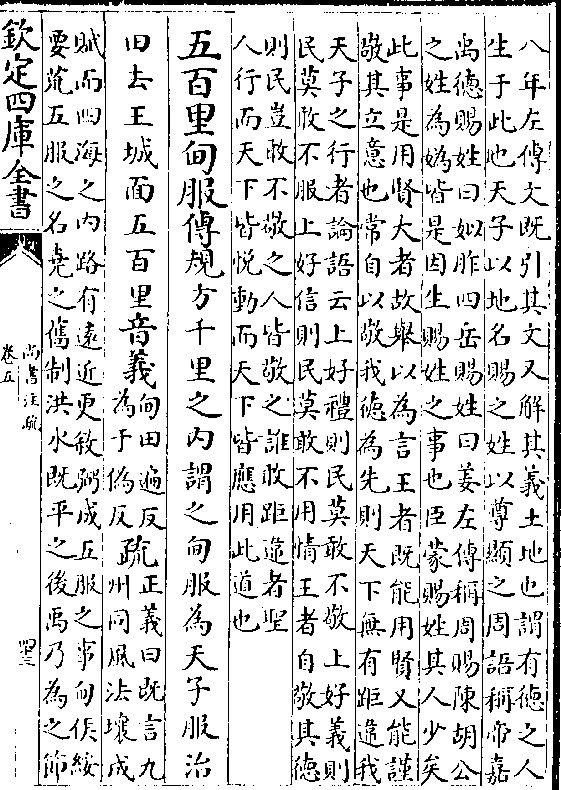 八年左傳文既引其文又解其義土地也謂有德之人
生于此也天子以地名賜之姓以尊顯之周語稱帝嘉
禹德賜姓曰姒胙四岳賜姓曰姜左傳稱周賜陳胡公
之姓為媯皆是因生賜姓之事也臣蒙賜姓其人少矣
此事是用賢大者故舉以為言王者既能用賢又能謹
敬其立意也常自以敬我德為先則天下無有距違我
天子之行者論語云上好禮則民莫敢不敬上好義則
民莫敢不服上好信則民莫敢不用情王者自敬其德
則民豈敢不敬之人皆敬之誰敢距違者聖
人行而天下皆悅動而天下皆應用此道也
五百里甸服傳規方千里之内謂之甸服為天子服治
田去王城面五百里音義甸田遍反為于偽反疏正義曰既言九州同風法壤成
賦而四海之内路有遠近更敘弼成五服之事甸侯綏
要荒五服之名堯之舊制洪水既平之後禹乃為之節
欽定四庫全書
尚書注疏
卷五
四三